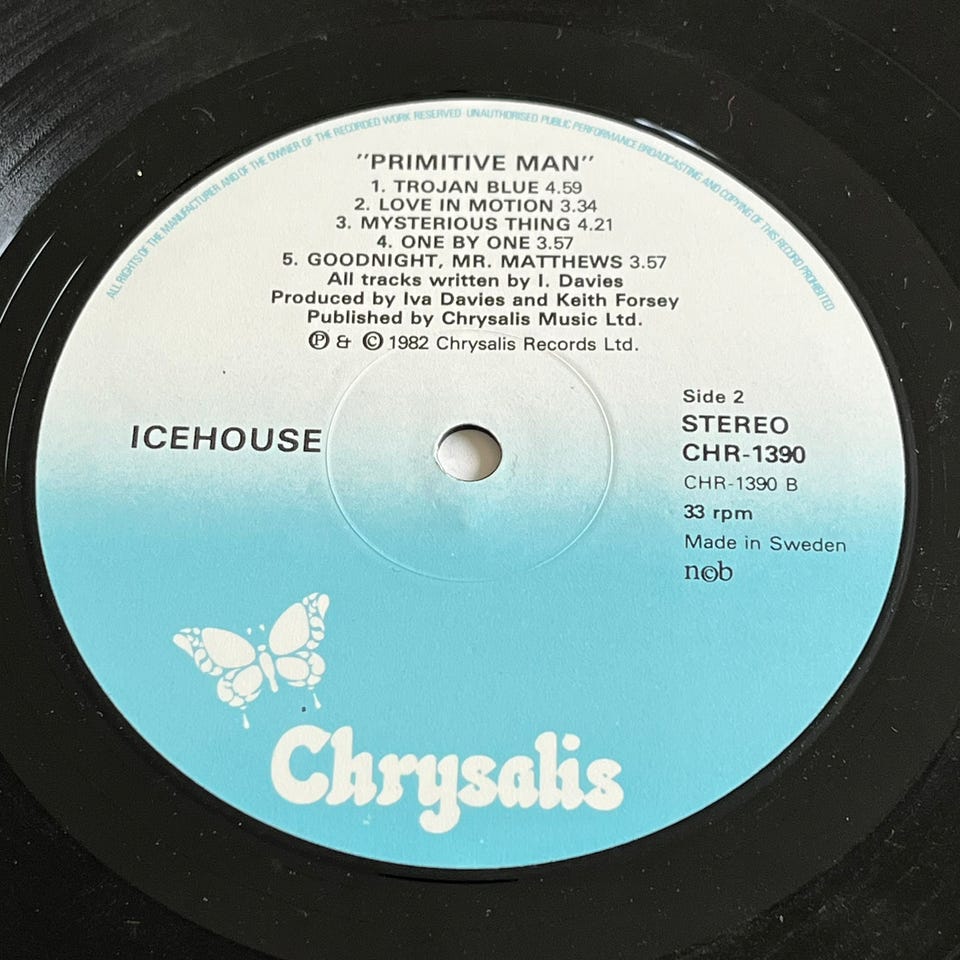 ALL RIGHTS OF THE MANUFACTURER AND OF THE OWNER OF THE RECORDED WORK RESERVED · UNAUTHORISED PUBLIC PERFORMANCE BROADCASTING AND COPYING OF THIS RECORD PROHIBITED
"PRIMITIVE MAN"
1. TROJAN BLUE 4.59
2. LOVE IN MOTION 3.34
3. MYSTERIOUS THING 4.21
4. ONE BY ONE 3.57
5. GOODNIGHT, MR. MATTHEWS 3.57
All tracks written by I. Davies
Produced by Iva Davies and Keith Forsey
Published by Chrysalis Music Ltd.
℗ & © 1982 Chrysalis Records Ltd.
ICEHOUSE
Side 2
STEREO
CHR-1390
CHR-1390 B
33 rpm
Made in Sweden
n©b
Chrysalis